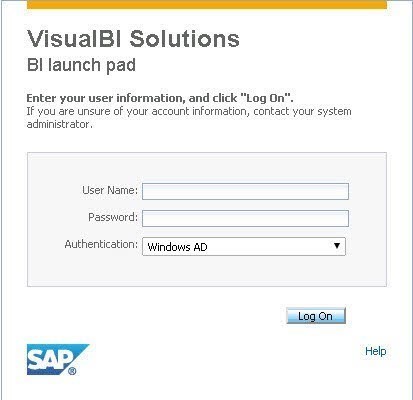 VisualBI Solutions
BI launch pad
Enter your user information, and click "Log On".
If you are unsure of your account information, contact your system
administrator.
User Name:
Password:
Authentication: Windows AD
Log On
SAP®
Help